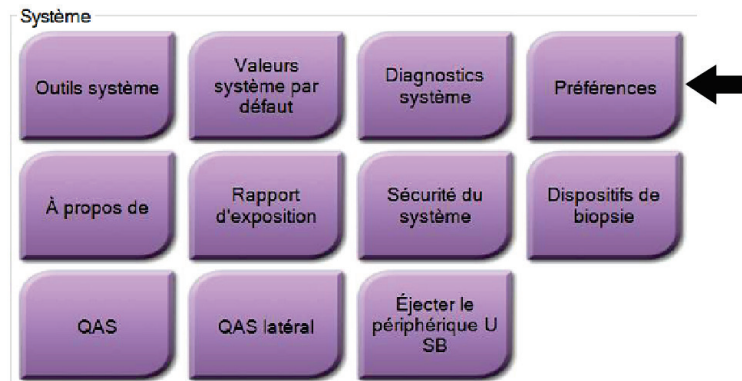 Système
Outils système
Valeurs
système par
défaut
Diagnostics
système
Préférences
À propos de
Rapport
d'exposition
Sécurité du
système
Dispositifs de
biopsie
QAS
QAS latéral
Éjecter le
périphérique U
SB